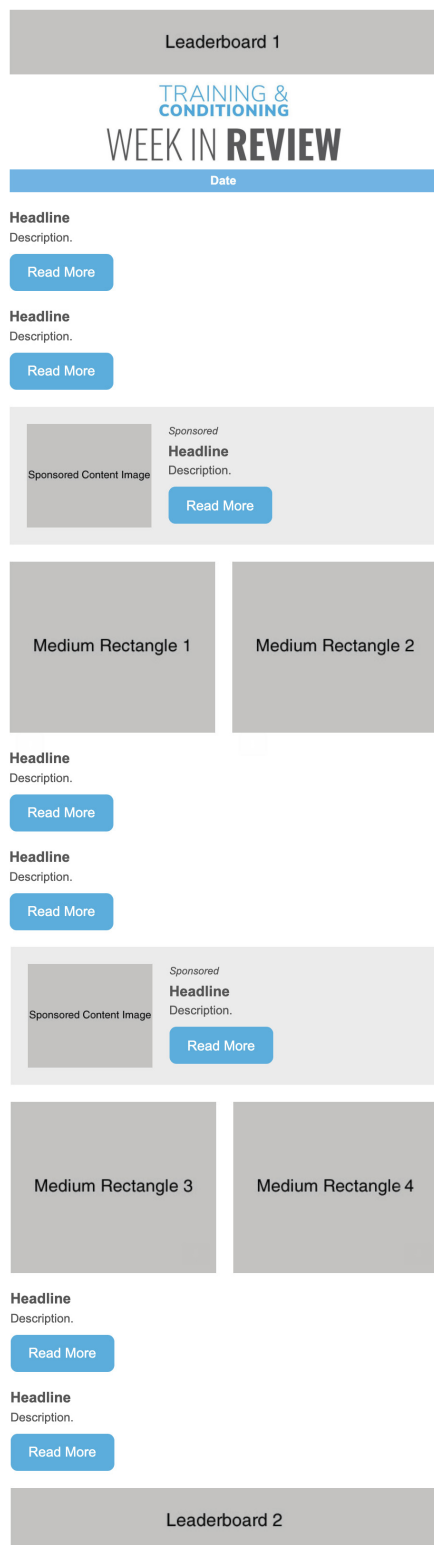 Leaderboard 1
TRAINING &
CONDITIONING
WEEK IN REVIEW
Date
Headline
Description.
Read More
Headline
Description.
Read More
Sponsored Content Image
Sponsored
Headline
Description.
Read More
Medium Rectangle 1
Medium Rectangle 2
Headline
Description.
Read More
Headline
Description.
Read More
Sponsored Content Image
Sponsored
Headline
Description.
Read More
Medium Rectangle 3
Medium Rectangle 4
Headline
Description.
Read More
Headline
Description.
Read More
Leaderboard 2